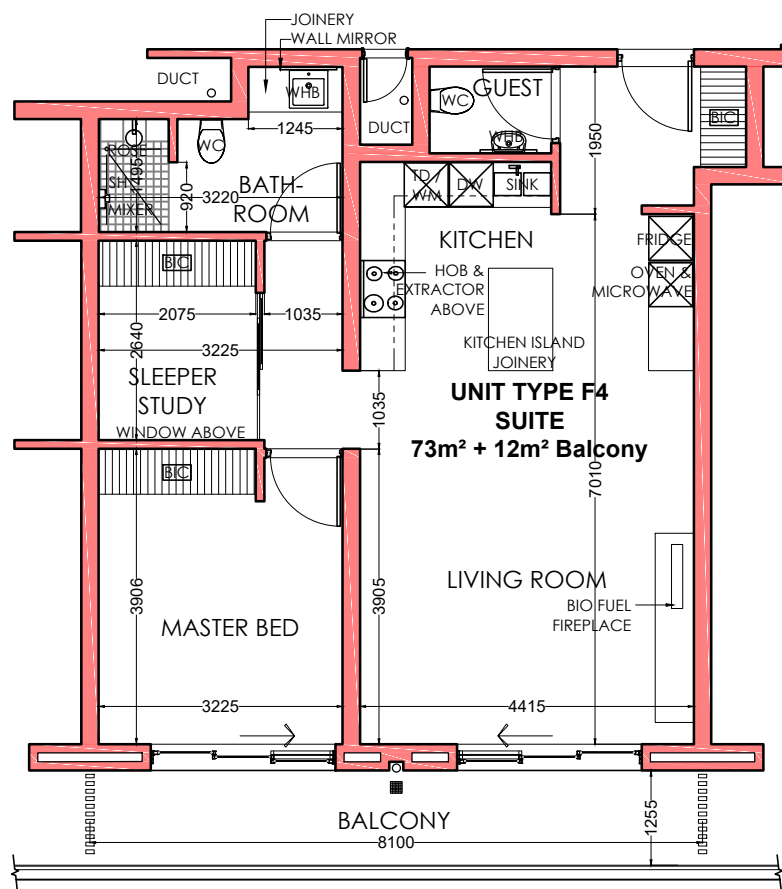 JOINERY
WALL MIRROR
DUCT
WHB
WC
GUEST
BIC
DUCT
1245
WHB
1950
ROSE
SH
MIXER
1495
WC
920
3220
BATH-
ROOM
TD/
WM
DW
SINK
KITCHEN
FRIDGE
HOB &
EXTRACTOR
ABOVE
OVEN &
MICROWAVE
BIC
2075
1035
2640
3225
KITCHEN ISLAND
JOINERY
SLEEPER
STUDY
WINDOW ABOVE
1035
UNIT TYPE F4
SUITE
73m² + 12m² Balcony
BIC
7010
3906
3905
LIVING ROOM
BIO FUEL
FIREPLACE
MASTER BED
3225
4415
BALCONY
8100
1255